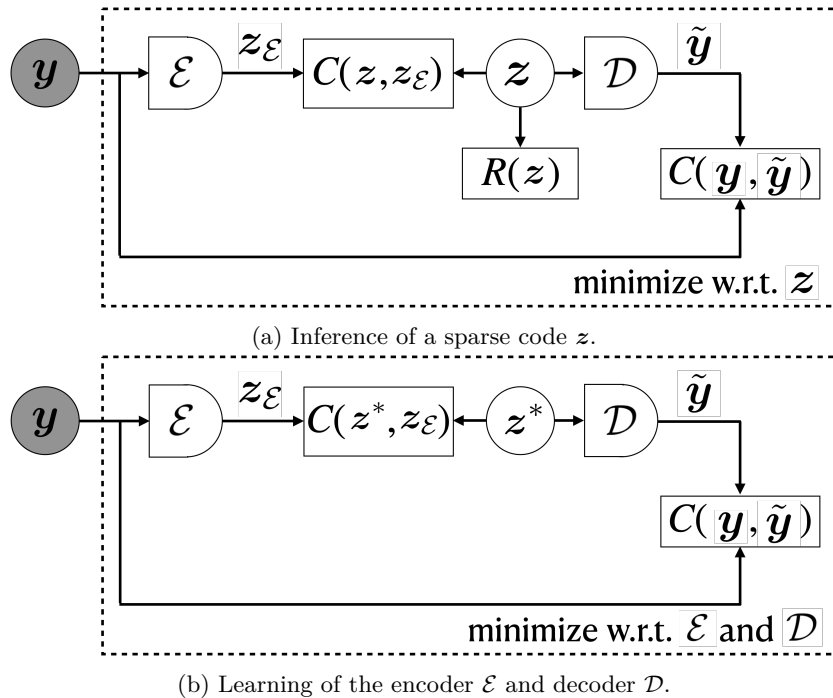 y ℰ z_ℰ C(z, z_ℰ) z 𝒟 ỹ
R(z) C( y , ỹ )
minimize w.r.t. z
(a) Inference of a sparse code z.
y ℰ z_ℰ C(z*, z_ℰ) z* 𝒟 ỹ
C( y , ỹ )
minimize w.r.t. ℰ and 𝒟
(b) Learning of the encoder ℰ and decoder 𝒟.